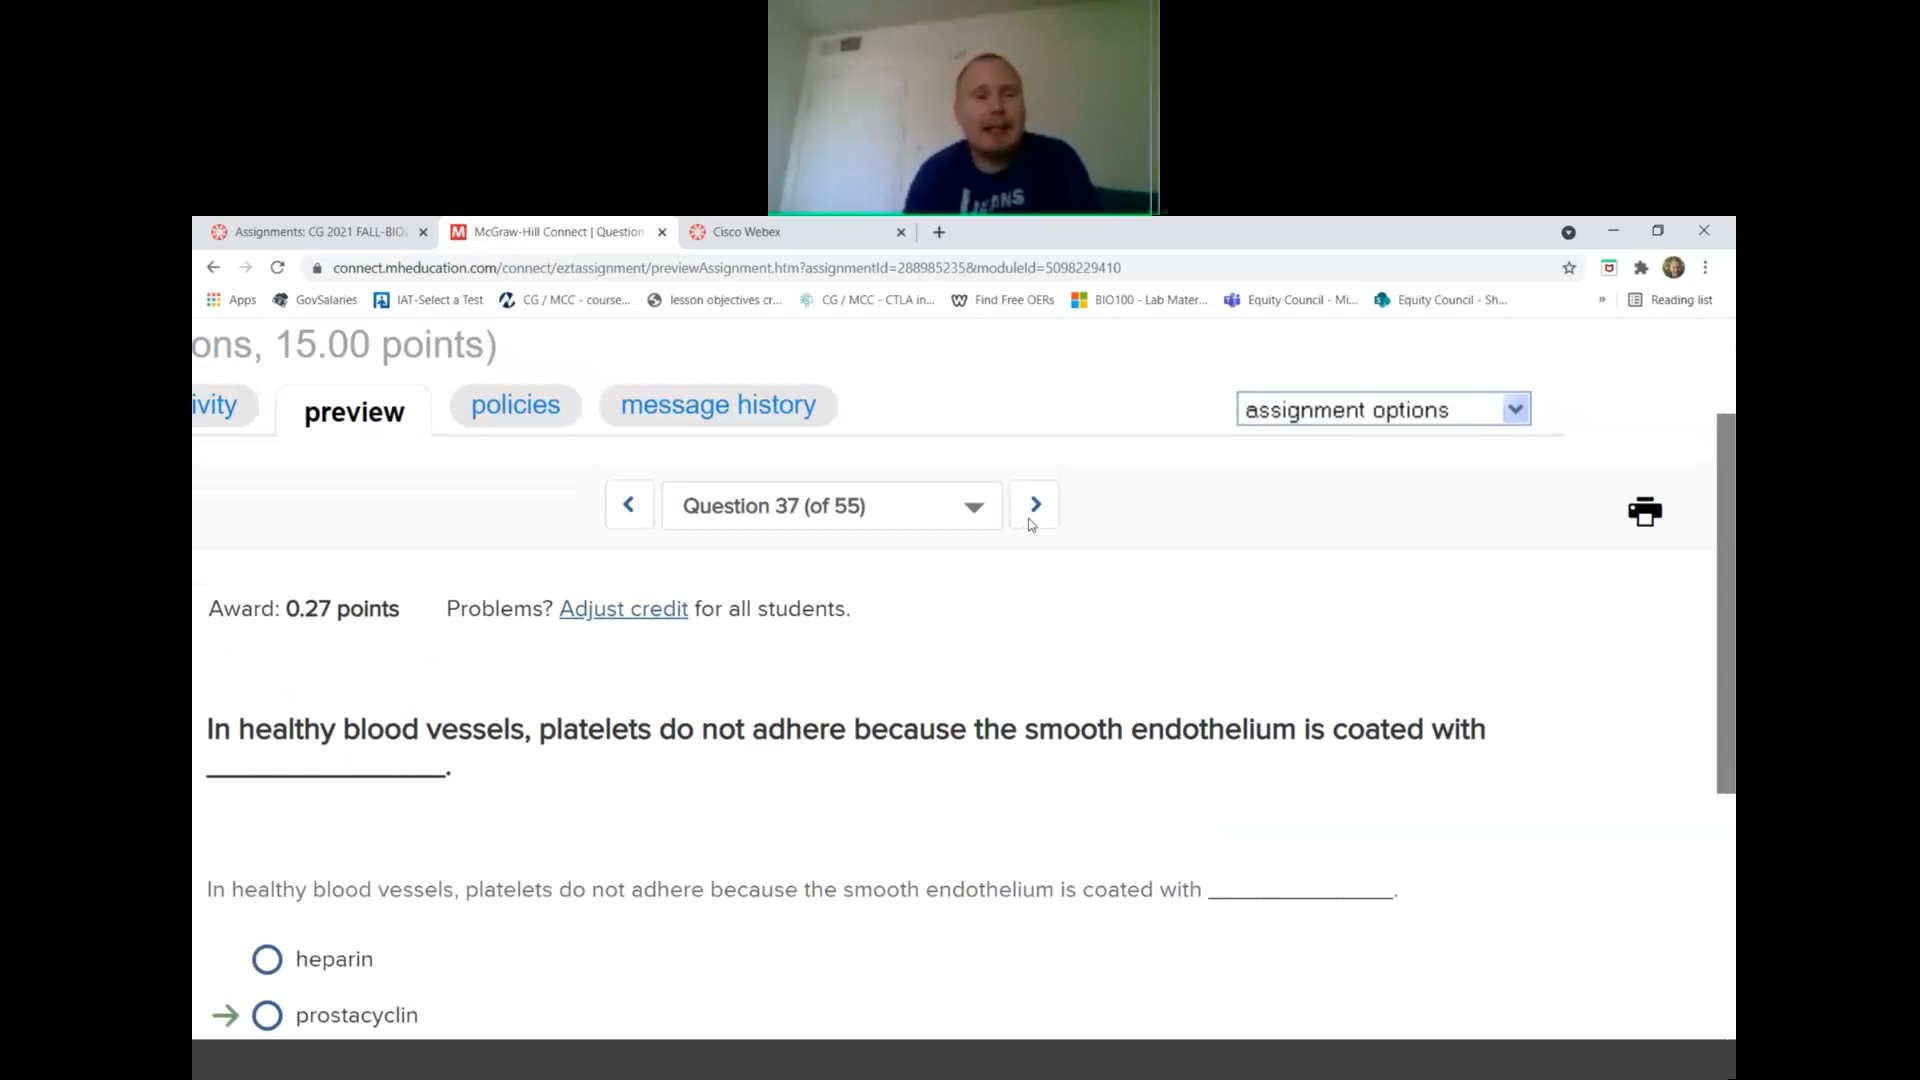 JEANS
Assignments: CG 2021 FALL-BIO
McGraw-Hill Connect | Question
Cisco Webex
connect.mheducation.com/connect/eztassignment/previewAssignment.htm?assignmentId=288985235&moduleId=5098229410
Apps GovSalaries IAT-Select a Test CG / MCC - course... lesson objectives cr... CG / MCC - CTLA in... Find Free OERs BIO100 - Lab Mater... Equity Council - Mi... Equity Council - Sh... » Reading list
ons, 15.00 points)
ivity preview policies message history assignment options
Question 37 (of 55)
Award: 0.27 points Problems? Adjust credit for all students.
In healthy blood vessels, platelets do not adhere because the smooth endothelium is coated with
_______________.
In healthy blood vessels, platelets do not adhere because the smooth endothelium is coated with _______________.
heparin
prostacyclin